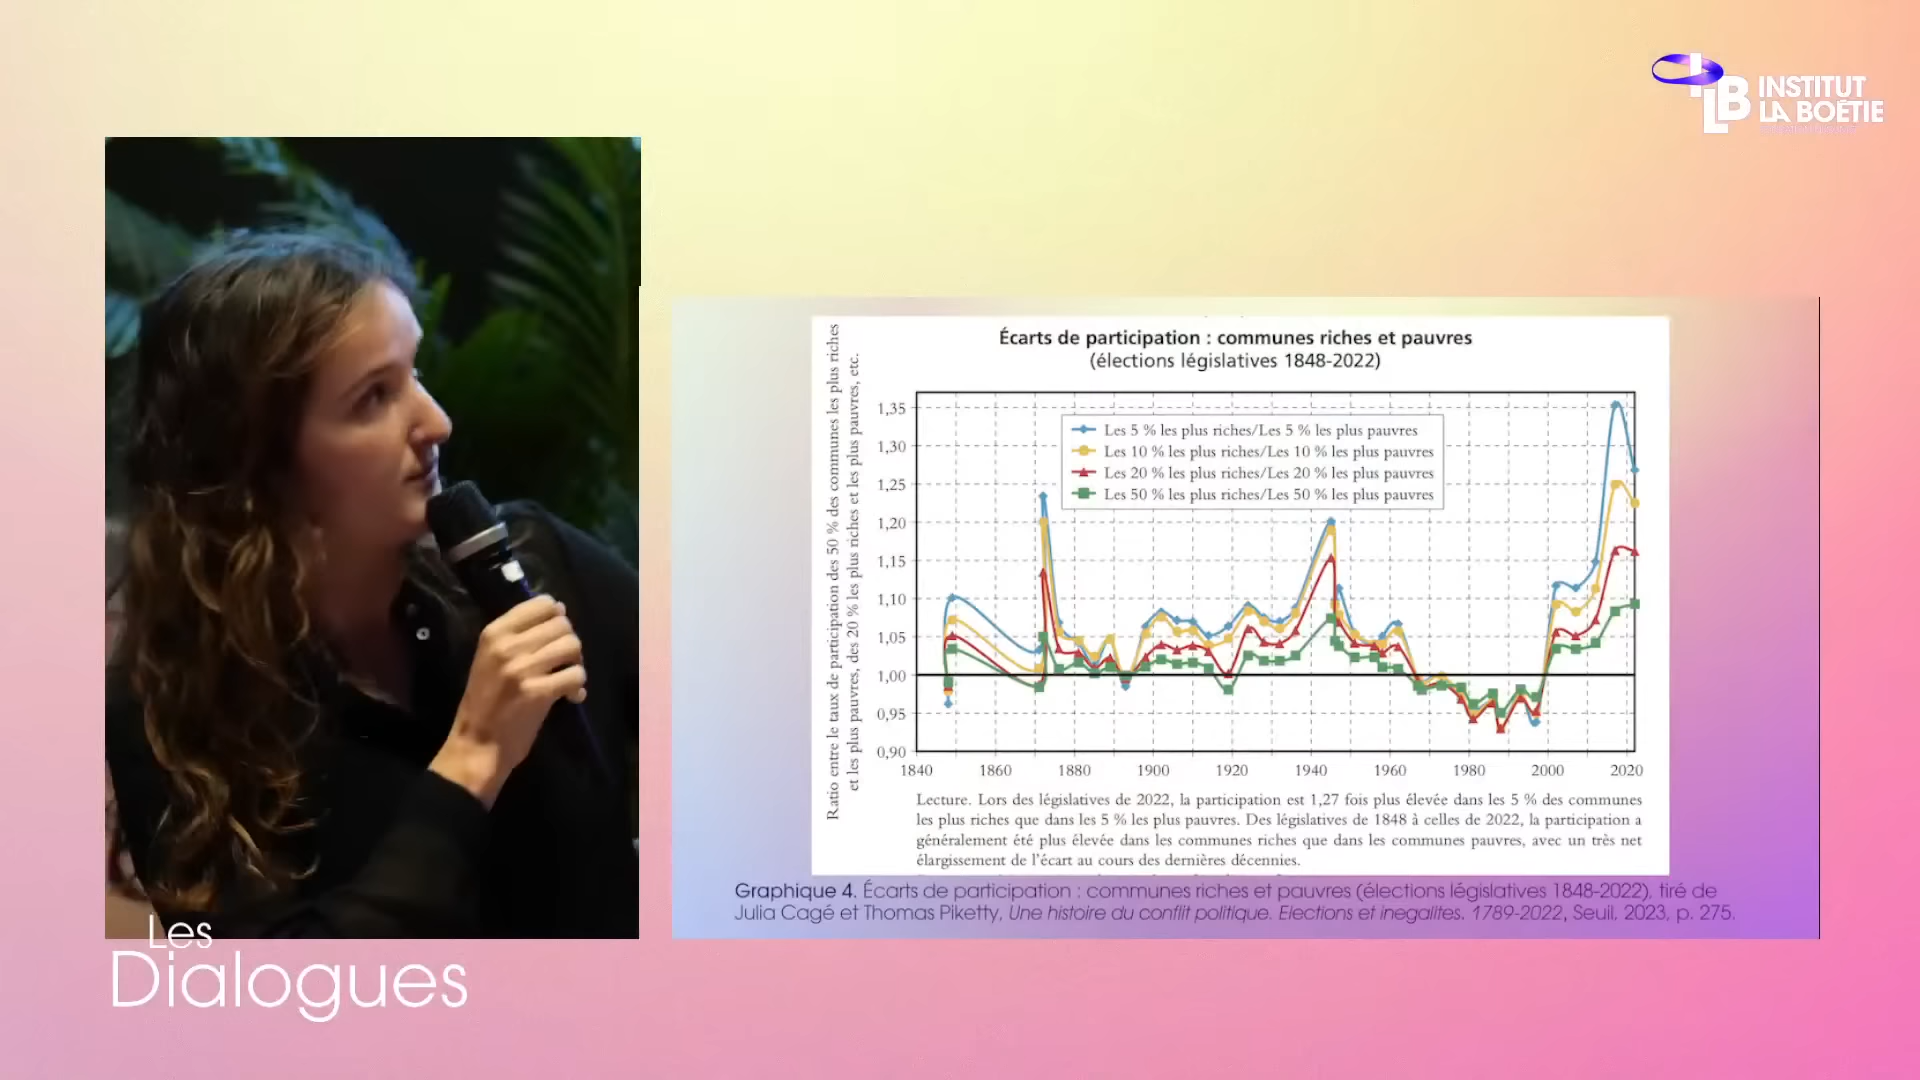 INSTITUT
LA BOÉTIE
Écarts de participation : communes riches et pauvres
(élections législatives 1848-2022)
Ratio entre le taux de participation des 50 % des communes les plus riches
et les plus pauvres, des 20 % les plus riches et les plus pauvres, etc.
1,35
1,30
1,25
1,20
1,15
1,10
1,05
1,00
0,95
0,90
Les 5 % les plus riches/Les 5 % les plus pauvres
Les 10 % les plus riches/Les 10 % les plus pauvres
Les 20 % les plus riches/Les 20 % les plus pauvres
Les 50 % les plus riches/Les 50 % les plus pauvres
1840 1860 1880 1900 1920 1940 1960 1980 2000 2020
Lecture. Lors des législatives de 2022, la participation est 1,27 fois plus élevée dans les 5 % des communes
les plus riches que dans les 5 % les plus pauvres. Des législatives de 1848 à celles de 2022, la participation a
généralement été plus élevée dans les communes riches que dans les communes pauvres, avec un très net
élargissement de l'écart au cours des dernières décennies.
Graphique 4. Écarts de participation : communes riches et pauvres (élections législatives 1848-2022), tiré de
Julia Cagé et Thomas Piketty, Une histoire du conflit politique. Elections et inegalites. 1789-2022, Seuil, 2023, p. 275.
Les
Dialogues